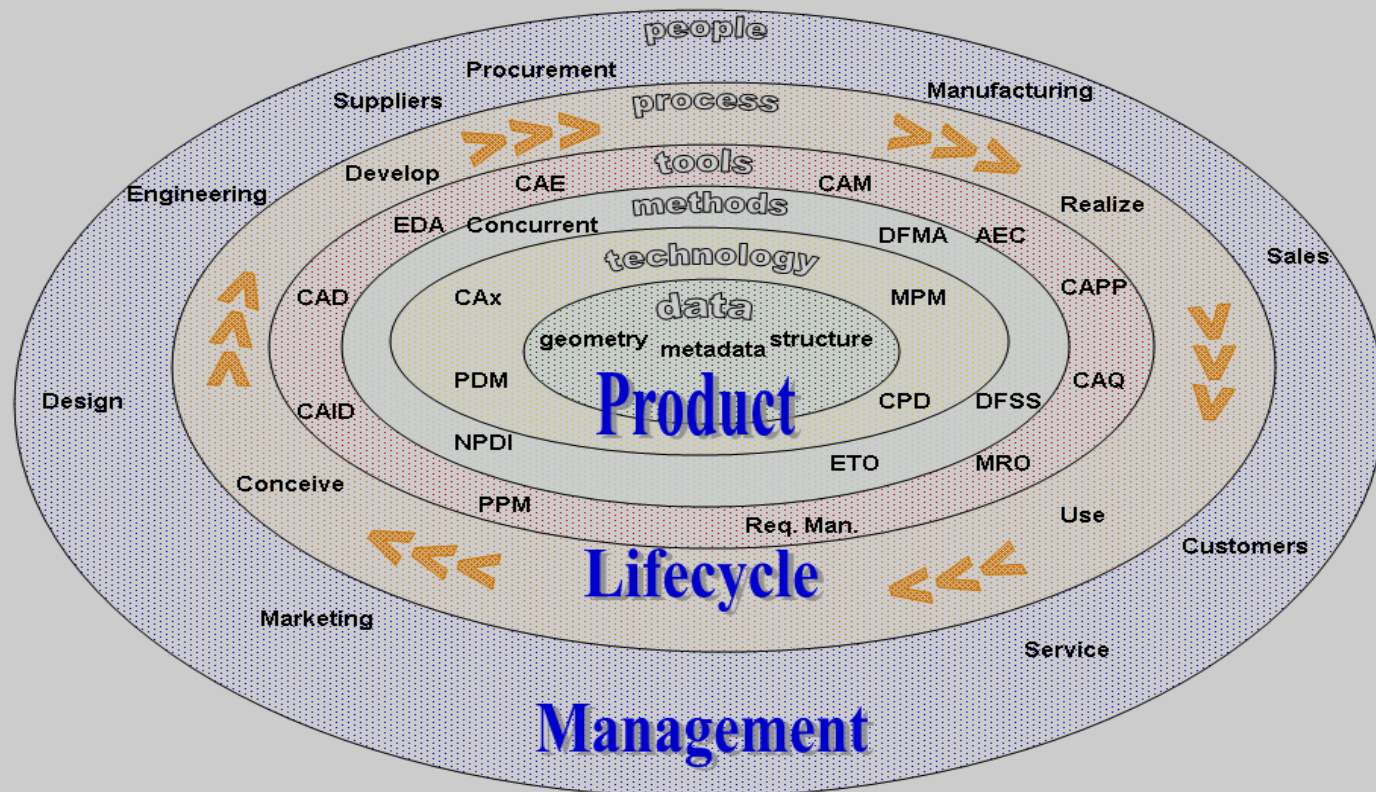 people
Procurement
Manufacturing
Suppliers
process
Develop
tools
CAE
CAM
Engineering
methods
Realize
EDA
Concurrent
DFMA
AEC
technology
Sales
CAD
CAx
data
MPM
CAPP
geometry
metadata
structure
PDM
CAQ
Design
CAID
Product
CPD
DFSS
NPDI
ETO
MRO
Conceive
PPM
Req. Man.
Use
Customers
Lifecycle
Marketing
Service
Management